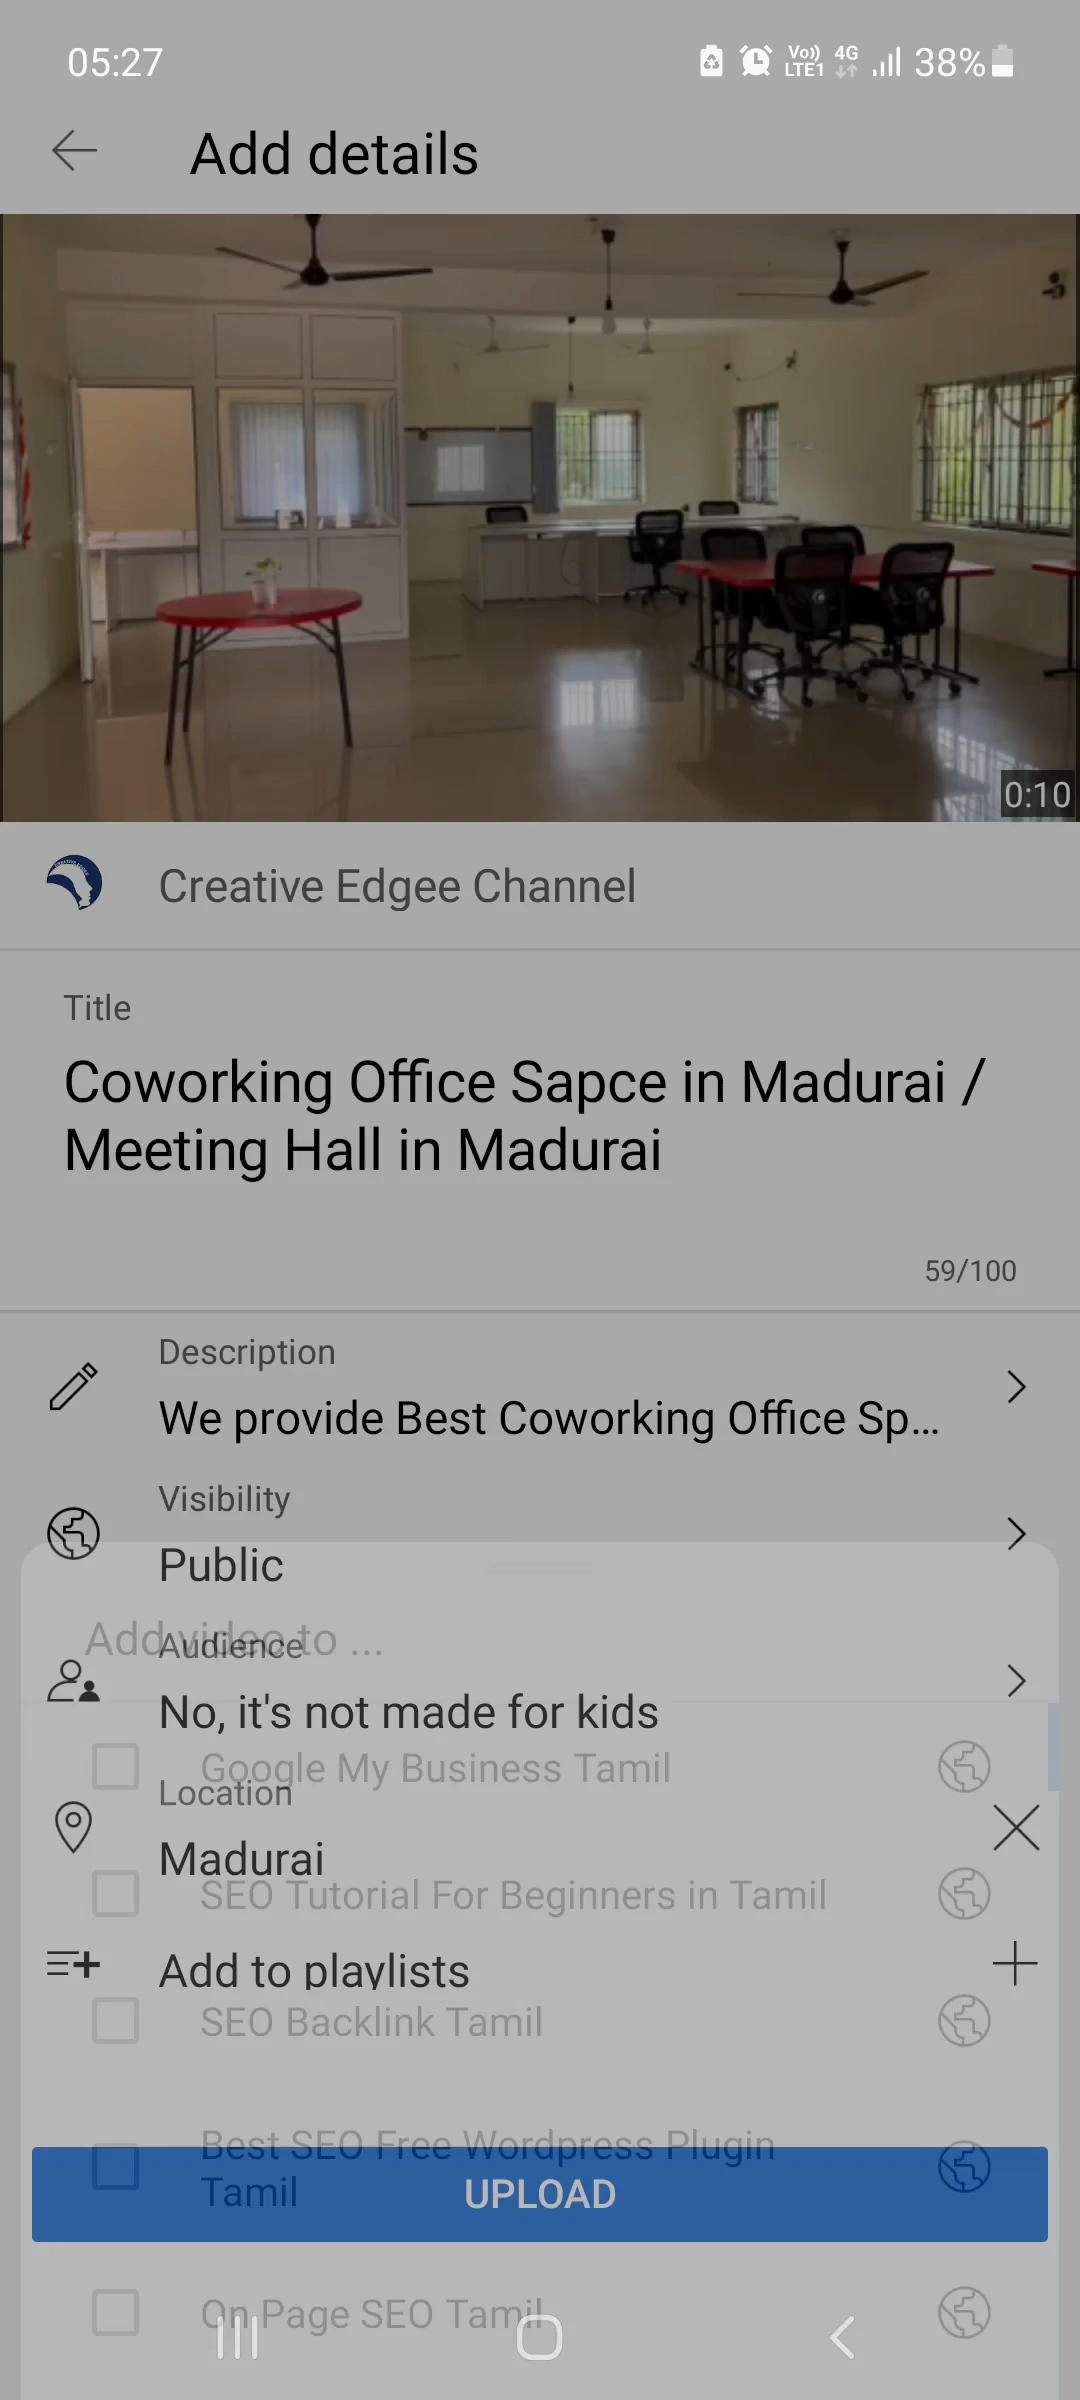 05:27
Vo)) LTE1 4G 38%
Add details
0:10
Creative Edgee Channel
Title
Coworking Office Sapce in Madurai /
Meeting Hall in Madurai
59/100
Description
We provide Best Coworking Office Sp...
Visibility
Public
Add video to ...
Audience
No, it's not made for kids
Google My Business Tamil
Location
Madurai
SEO Tutorial For Beginners in Tamil
Add to playlists
SEO Backlink Tamil
Best SEO Free Wordpress Plugin
Tamil
UPLOAD
On Page SEO Tamil